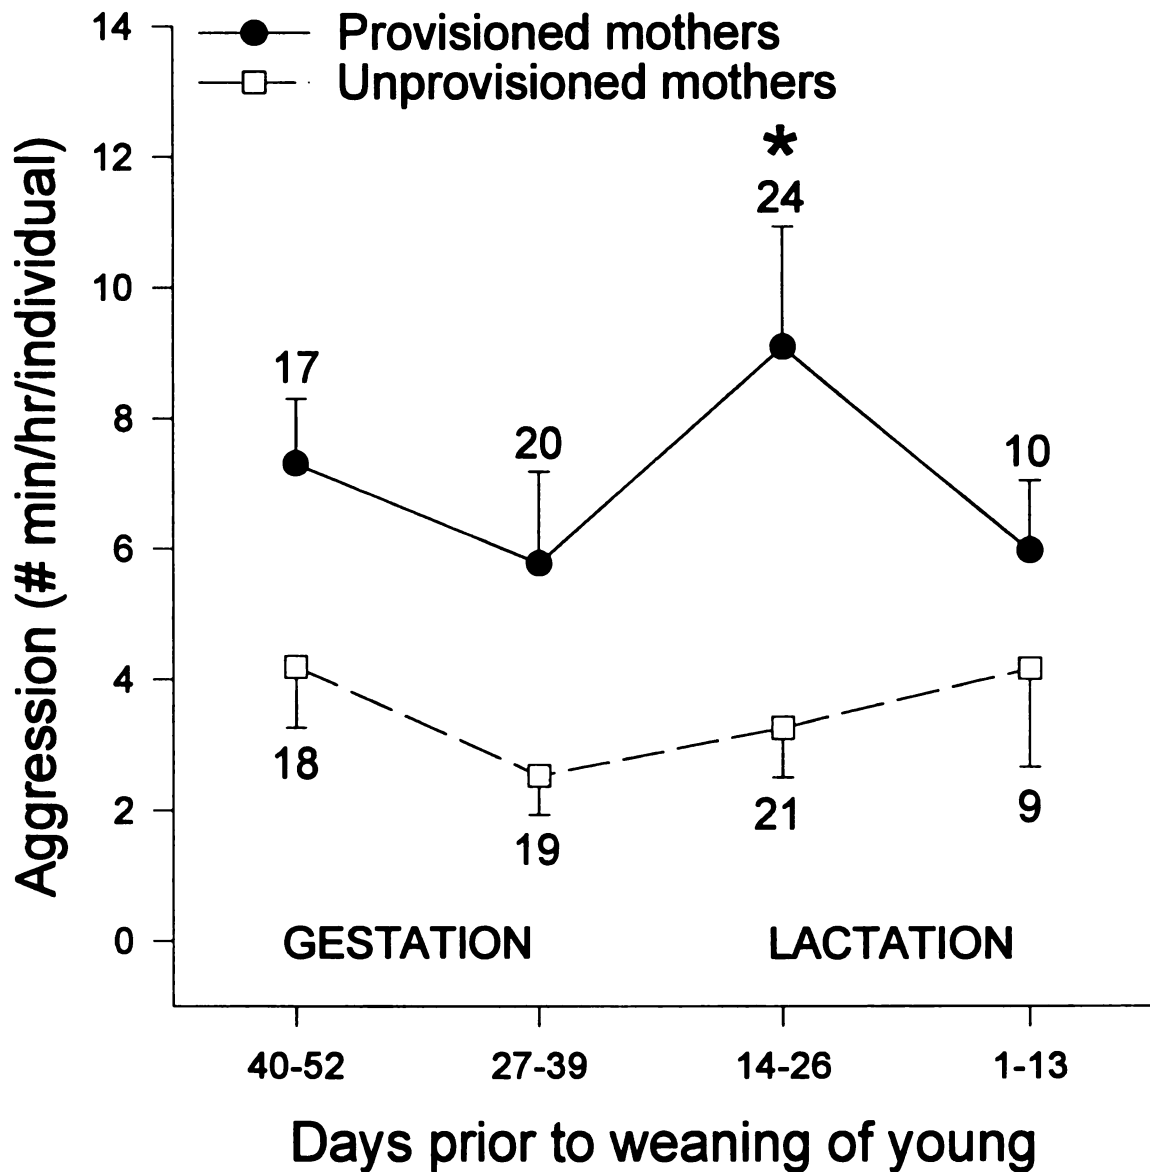 Provisioned mothers
Unprovisioned mothers
Aggression (# min/hr/individual)
14
12
10
8
6
4
2
0
*
24
17
20
10
18
19
21
9
GESTATION LACTATION
40-52 27-39 14-26 1-13
Days prior to weaning of young